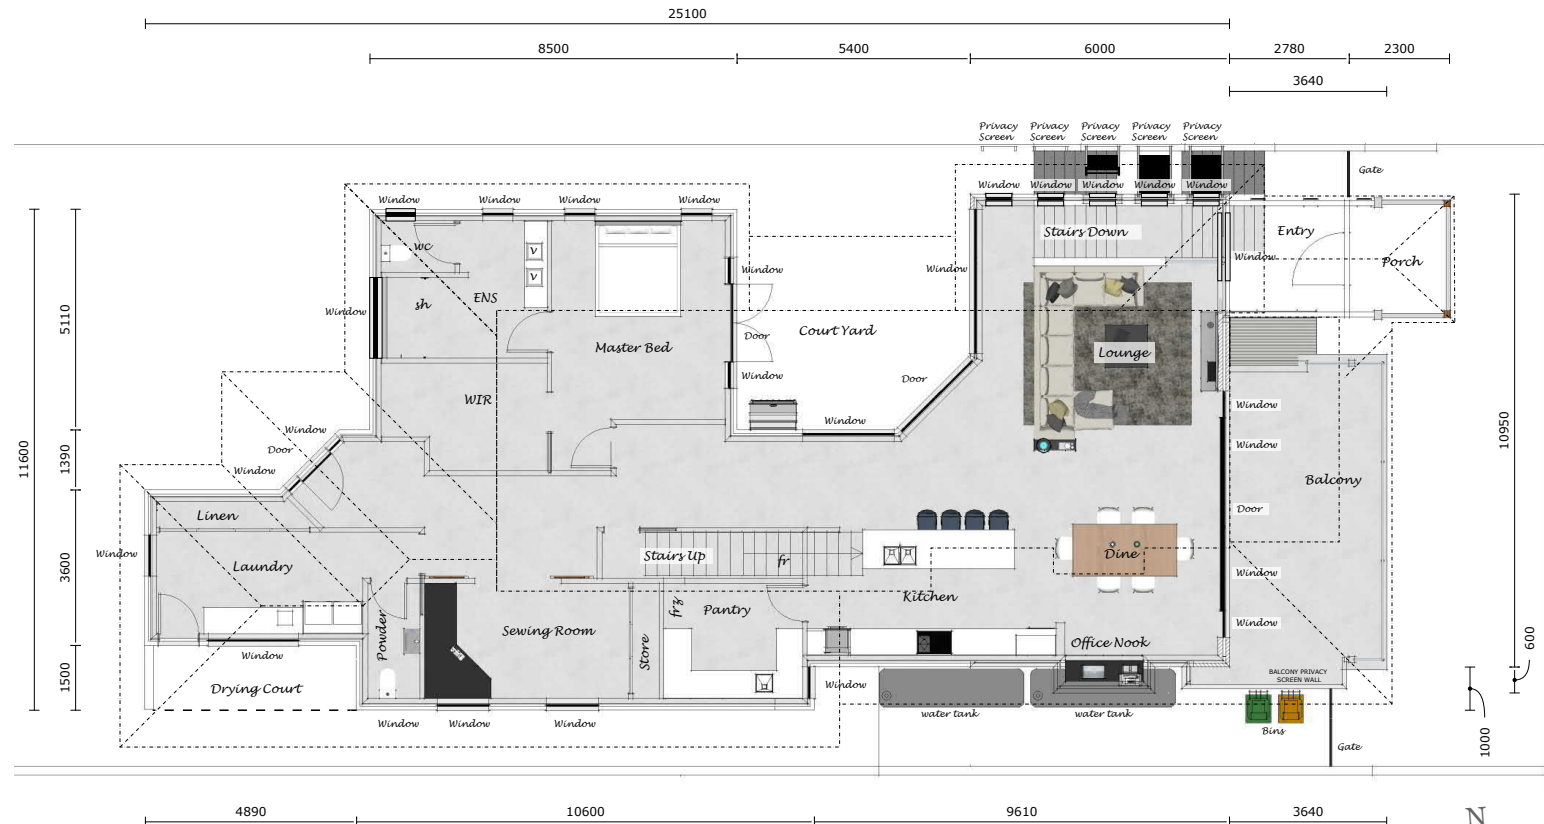 25100
8500
5400
6000
2780
2300
3640
Privacy Screen
Privacy Screen
Privacy Screen
Privacy Screen
Privacy Screen
Gate
Window
Window
Window
Window
Window
Window
Window
Window
Window
wc
Stairs Down
Entry
V
V
Window
Window
Window
Porch
ENS
sh
Window
Court Yard
Door
Master Bed
Lounge
Window
Door
WIR
Window
Window
Window
Door
Window
Window
Balcony
Linen
Door
Window
Laundry
Stairs Up
fr
Dine
Window
Kitchen
frz
Pantry
Powder
Sewing Room
Store
Office Nook
Window
Window
Drying Court
Window
BALCONY PRIVACY
SCREEN WALL
Window
Window
Window
water tank
water tank
Bins
Gate
11600
5110
1390
3600
1500
10950
600
1000
4890
10600
9610
3640
N